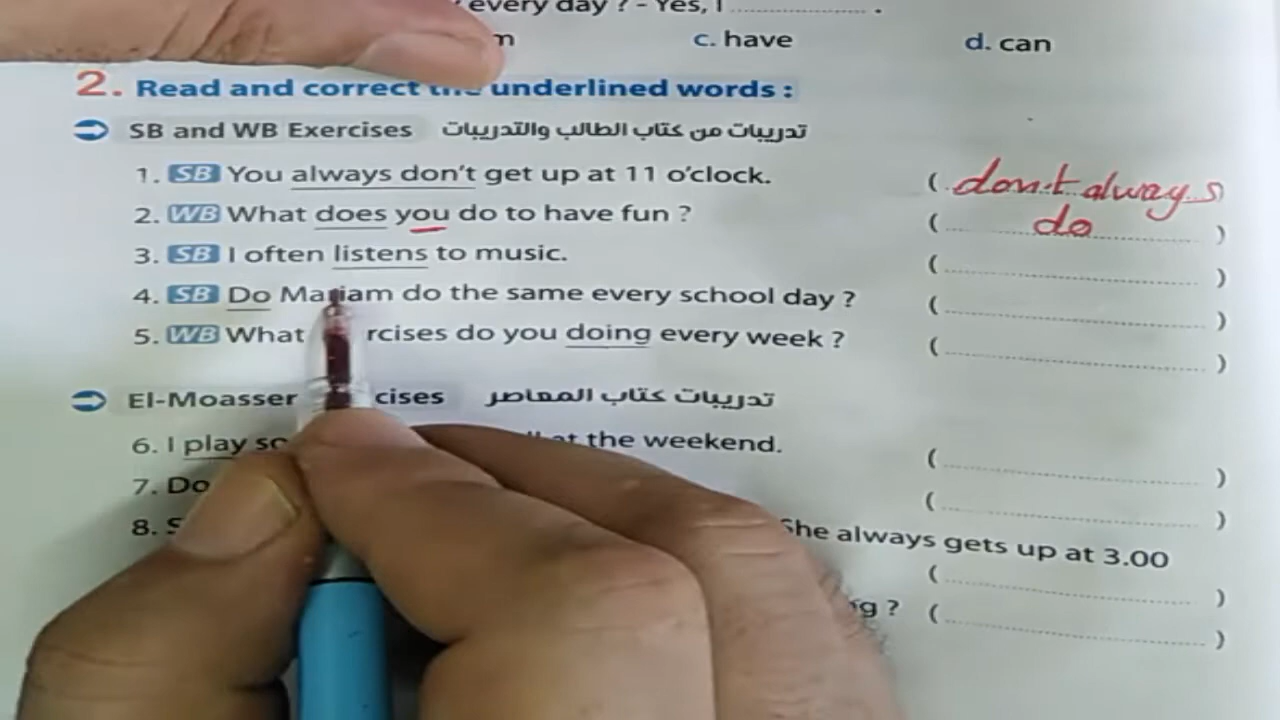 every day ? - Yes, I ................ .
c. have d. can
2. Read and correct underlined words :
SB and WB Exercises تدريبات من كتاب الطالب والتدريبات
1. SB You always don't get up at 11 o'clock. (don't always)
2. WB What does you do to have fun ? (do)
3. SB I often listens to music. (................)
4. SB Do Mariam do the same every school day ? (................)
5. WB What do you doing every week ? (................)
El-Moasser تدريبات كتاب المعاصر
6. I play at the weekend. (................)
7. Do (................)
8. She always gets up at 3.00
(................)
? (................)